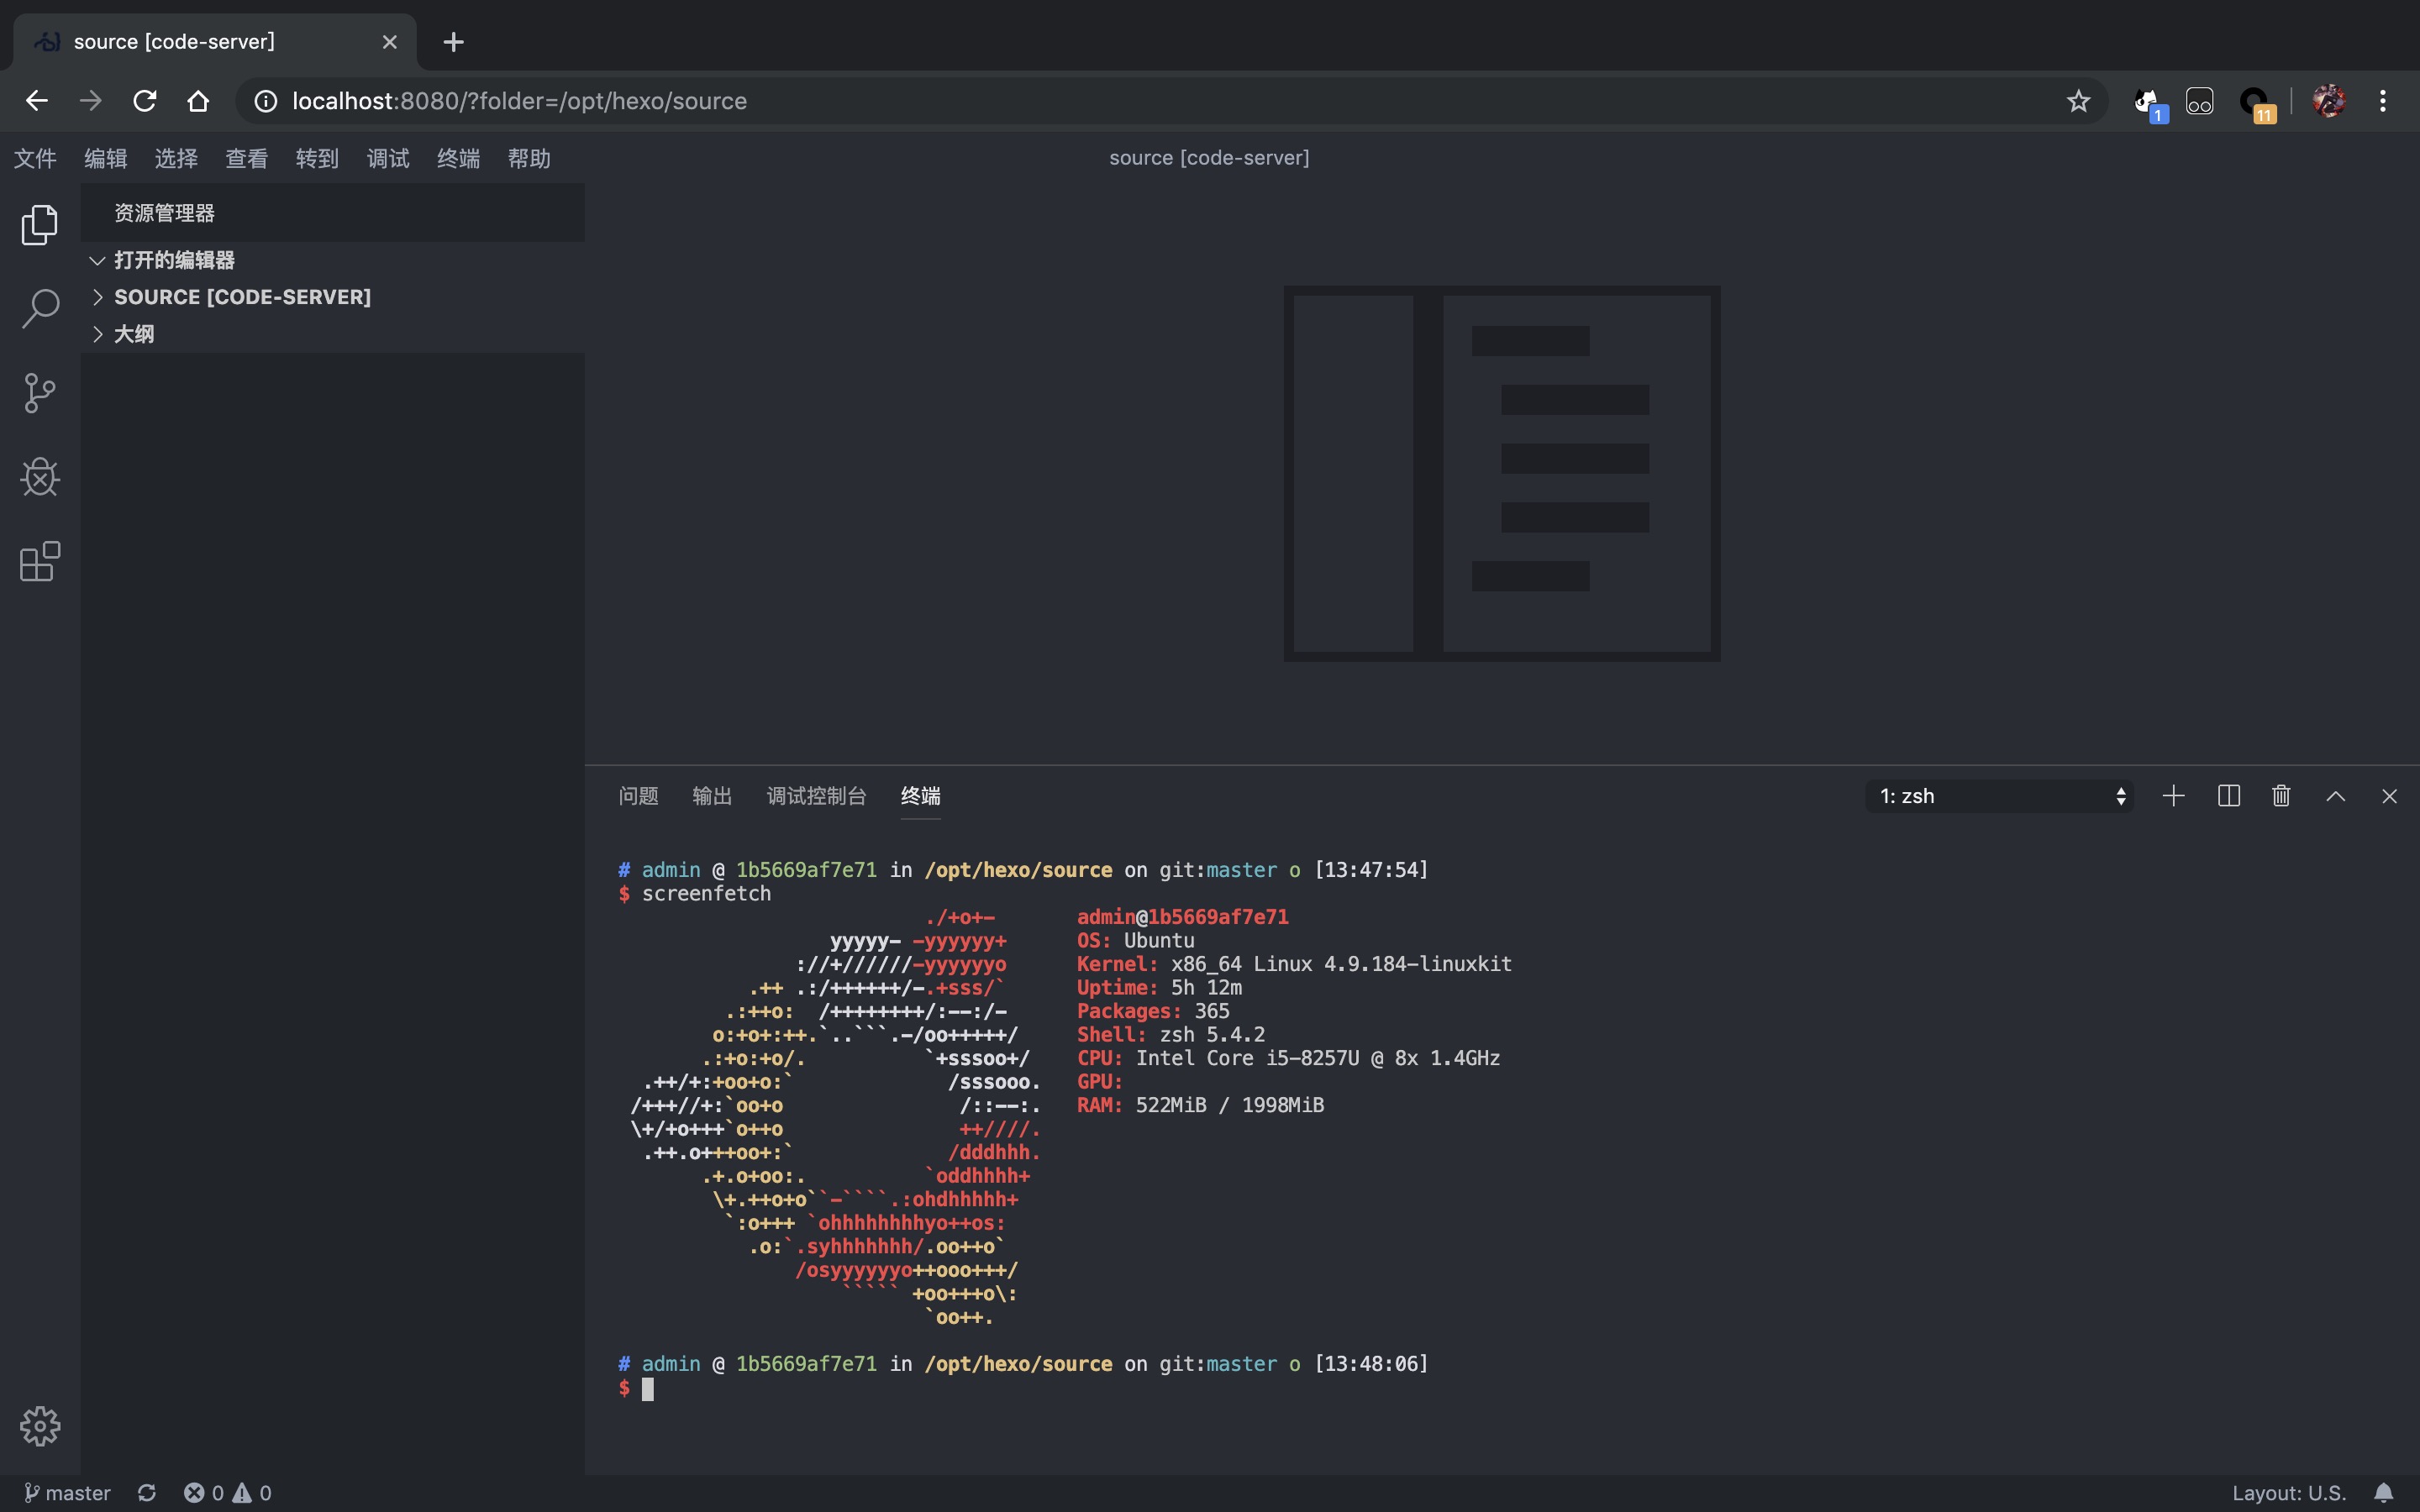 source [code-server]
localhost:8080/?folder=/opt/hexo/source
1
11
文件 编辑 选择 查看 转到 调试 终端 帮助
source [code-server]
资源管理器
打开的编辑器
SOURCE [CODE-SERVER]
大纲
问题 输出 调试控制台 终端
1: zsh
# admin @ 1b5669af7e71 in /opt/hexo/source on git:master o [13:47:54]
$ screenfetch
                          ./+o+-       admin@1b5669af7e71
                  yyyyy- -yyyyyy+      OS: Ubuntu
               ://+//////-yyyyyyo      Kernel: x86_64 Linux 4.9.184-linuxkit
           .++ .:/++++++/-.+sss/`      Uptime: 5h 12m
         .:++o:  /++++++++/:--:/-      Packages: 365
        o:+o+:++.`..```.-/oo+++++/     Shell: zsh 5.4.2
       .:+o:+o/.          `+sssoo+/    CPU: Intel Core i5-8257U @ 8x 1.4GHz
  .++/+:+oo+o:`             /sssooo.   GPU:
 /+++//+:`oo+o               /::--:.   RAM: 522MiB / 1998MiB
 \+/+o+++`o++o               ++////.
  .++.o+++oo+:`             /dddhhh.
       .+.o+oo:.          `oddhhhh+
        \+.++o+o``-````.:ohdhhhhh+
         `:o+++ `ohhhhhhhhyo++os:
           .o:`.syhhhhhhh/.oo++o`
               /osyyyyyyo++ooo+++/
                   ````` +oo+++o\:
                          `oo++.
# admin @ 1b5669af7e71 in /opt/hexo/source on git:master o [13:48:06]
$
master 0 0 Layout: U.S.